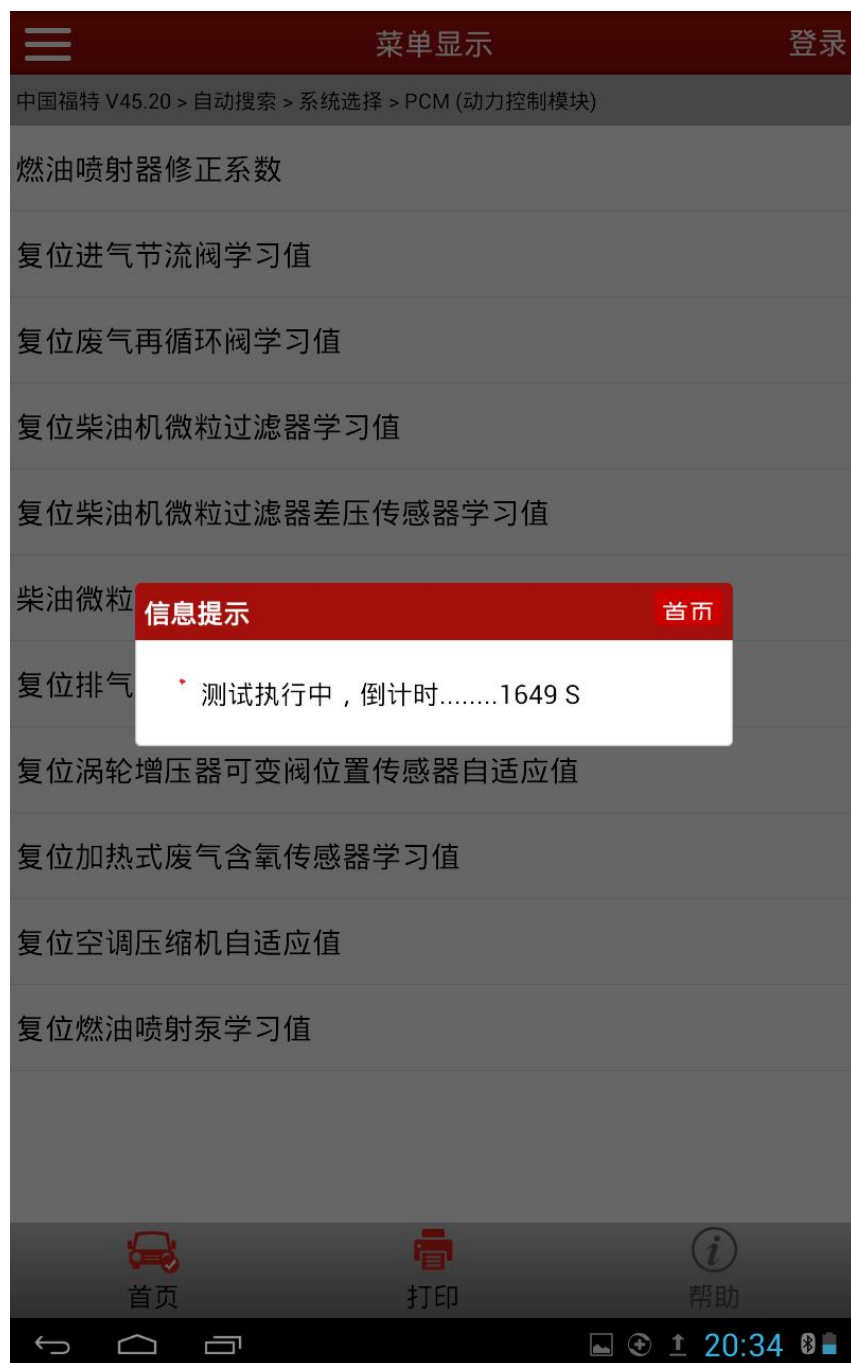 菜单显示 登录
中国福特 V45.20 > 自动搜索 > 系统选择 > PCM (动力控制模块)
燃油喷射器修正系数
复位进气节流阀学习值
复位废气再循环阀学习值
复位柴油机微粒过滤器学习值
复位柴油机微粒过滤器差压传感器学习值
柴油微粒
信息提示 首页
复位排气
测试执行中，倒计时........1649 S
复位涡轮增压器可变阀位置传感器自适应值
复位加热式废气含氧传感器学习值
复位空调压缩机自适应值
复位燃油喷射泵学习值
首页 打印 帮助
20:34